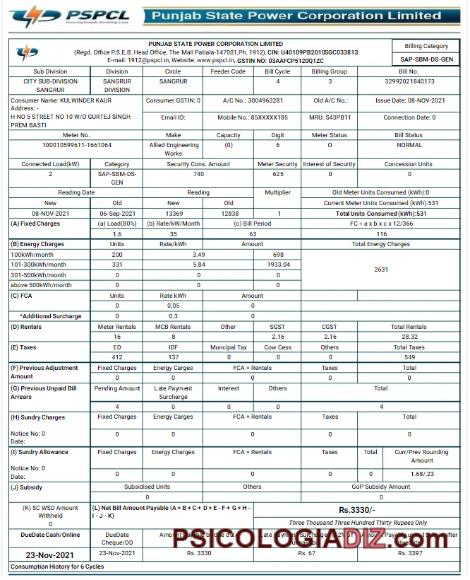 PSPCL
Punjab State Power Corporation Limited
PUNJAB STATE POWER CORPORATION LIMITED
(Regd. Office P.S.E.B. Head Office, The Mall Patiala-147001,Ph. 1912), CIN: U40109PB2010SGC033813
E-mail: 1912@pspcl.in, Website: www.pspcl.in, GSTIN NO: 03AAFCP5120Q1ZC
Billing Category
SAP-SBM-DS-GEN
Sub Division Division Circle Feeder Code Bill Cycle Billing Group Bill No.
CITY SUB-DIVISION SANGRUR SANGRUR DIVISION SANGRUR 4 3 32992021840173
Consumer Name: KULWINDER KAUR Consumer GSTIN: 0 A/C No.: 3004963281 Old A/C No.: Issue Date: 08-NOV-2021
Address: -
H NO 5 STREET NO 10 W/O GURTEJ SINGH PREM BASTI Email ID: Mobile No.: 85XXXXX185 MRU: S43PB11 Connection Date: 0
Meter No. Make Capacity Digit Meter Status Bill Status
100010599611-1661064 Allied Engineering Works (0) 6 O NORMAL
Connected Load(kW) Category Security Cons. Amount Meter Security Interest of Security Concession Units
2 SAP-SBM-DS-GEN 740 625 0 0
Reading Date Reading Multiplier Old Meter Units Consumed (kWh):0
New Old New Old Current Meter Units Consumed (kWh):531
08-NOV-2021 06-Sep-2021 13369 12838 1 Total Units Consumed (kWh):531
(A) Fixed Charges (a) Load(80%) (b) Rate/kW/Month (c) Bill Period FC = a x b x c x 12/366
1.6 35 63 116
(B) Energy Charges Units Rate/kWh Amount Total Energy Charges
100kWh/month 200 3.49 698 2631
101-300kWh/month 331 5.84 1933.04
301-500kWh/month 0 0 0
above 500kWh/month 0 0 0
(C) FCA Units Rate kWh Amount
0 0.05 0
*Additional Surcharge 0 0.3 0
(D) Rentals Meter Rentals MCB Rentals Other SGST CGST Total Rentals
16 8 2.16 2.16 28.32
(E) Taxes ED IDF Muncipal Tax Cow Cess Others Total Taxes
412 137 0 0 0 549
(F) Previous Adjustment Amount Fixed Charges Energy Carges FCA + Rentals Taxes Total
0 0 0 0 0
(G) Previous Unpaid Bill Arrears Pending Amount Late Payment Surcharge Interest Others Total
4 0 0 0 4
(H) Sundry Charges Fixed Charges Energy Charges FCA + Rentals Taxes Total
Notice No: 0 0 0 0 0 0
Date:
(I) Sundry Allowance Fixed Charges Energy Charges FCA + Rentals Taxes Total Curr/Prev Rounding Amount
Notice No: 0 0 0 0 0 0 1.68/.23
Date:
(J) Subsidy Subsidised Units Others GoP Subsidy Amount
0 0
(K) SC WSD Amount Withheld (L) Net Bill Amount Payable (A + B + C + D + E - F + G + H - I - J - K) Rs.3330/-
0 Three Thousand Three Hundred Thirty Rupees Only
DueDate Cash/Online DueDate Cheque/DD
23-Nov-2021 23-Nov-2021 Rs. 3330 Rs. 67 Rs. 3397
PSICOLOGIADIZ.com
Consumption History for 6 Cycles